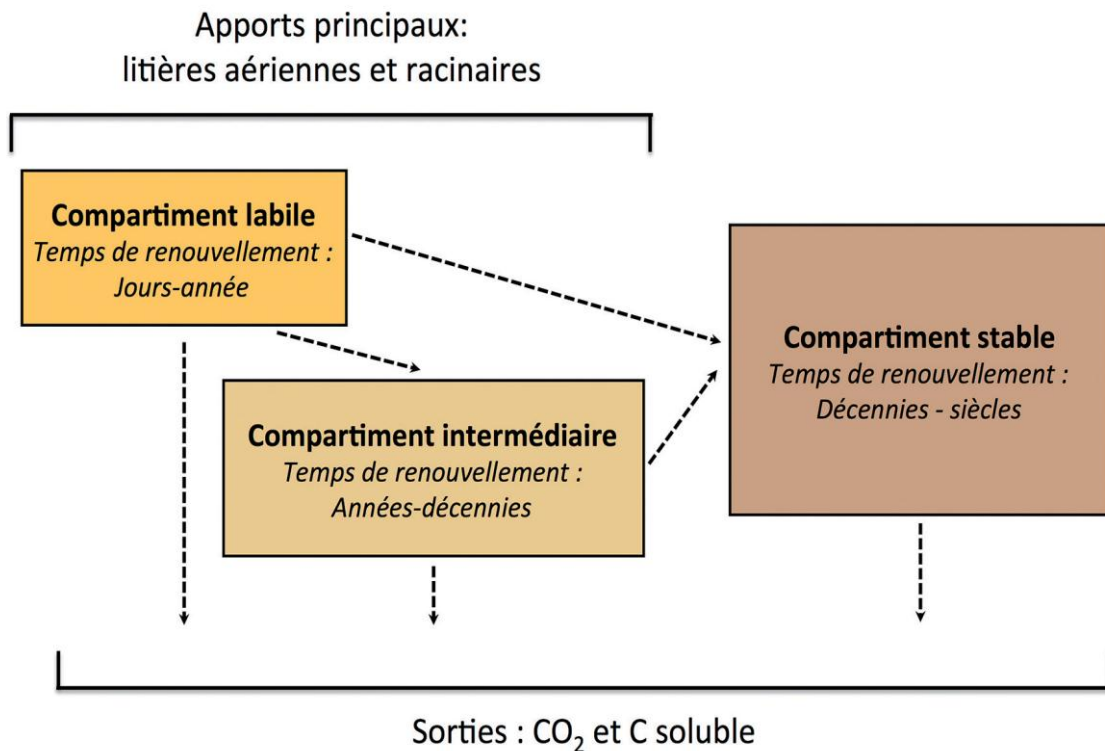 Apports principaux:
litières aériennes et racinaires
Compartiment labile
Temps de renouvellement :
Jours-année
Compartiment intermédiaire
Temps de renouvellement :
Années-décennies
Compartiment stable
Temps de renouvellement :
Décennies - siècles
Sorties : CO₂ et C soluble